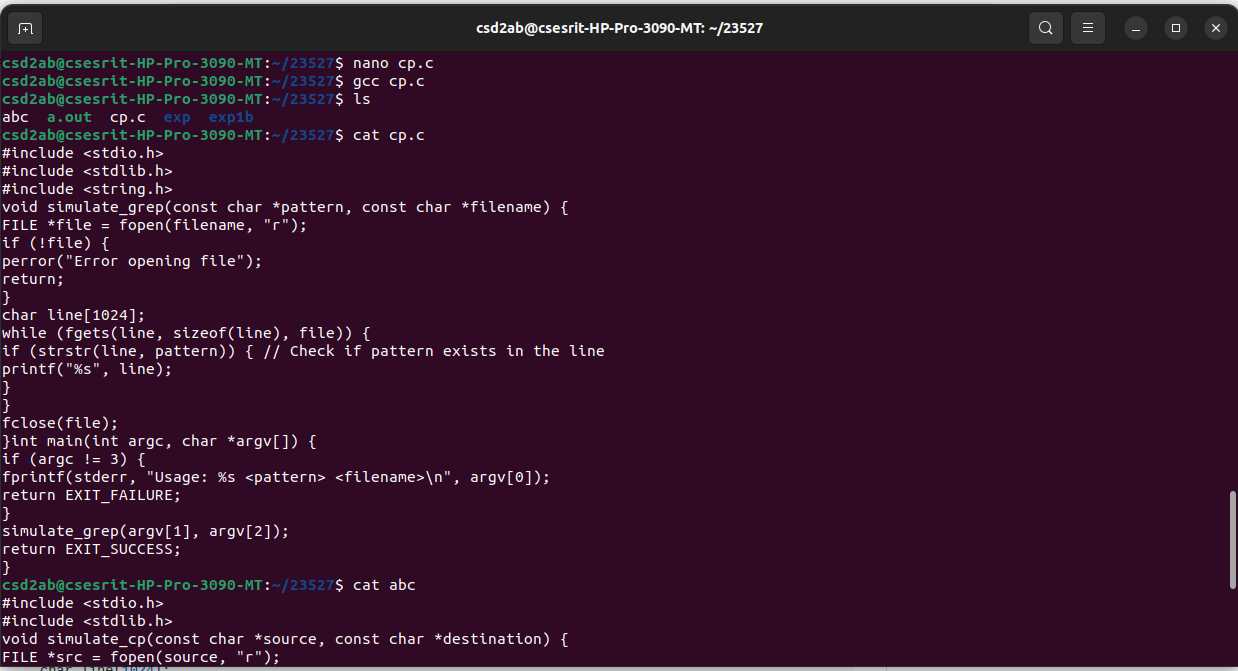 csd2ab@csesrit-HP-Pro-3090-MT: ~/23527
csd2ab@csesrit-HP-Pro-3090-MT:~/23527$ nano cp.c
csd2ab@csesrit-HP-Pro-3090-MT:~/23527$ gcc cp.c
csd2ab@csesrit-HP-Pro-3090-MT:~/23527$ ls
abc  a.out  cp.c  exp  exp1b
csd2ab@csesrit-HP-Pro-3090-MT:~/23527$ cat cp.c
#include <stdio.h>
#include <stdlib.h>
#include <string.h>
void simulate_grep(const char *pattern, const char *filename) {
FILE *file = fopen(filename, "r");
if (!file) {
perror("Error opening file");
return;
}
char line[1024];
while (fgets(line, sizeof(line), file)) {
if (strstr(line, pattern)) { // Check if pattern exists in the line
printf("%s", line);
}
}
fclose(file);
}int main(int argc, char *argv[]) {
if (argc != 3) {
fprintf(stderr, "Usage: %s <pattern> <filename>\n", argv[0]);
return EXIT_FAILURE;
}
simulate_grep(argv[1], argv[2]);
return EXIT_SUCCESS;
}
csd2ab@csesrit-HP-Pro-3090-MT:~/23527$ cat abc
#include <stdio.h>
#include <stdlib.h>
void simulate_cp(const char *source, const char *destination) {
FILE *src = fopen(source, "r");
char line[1024];